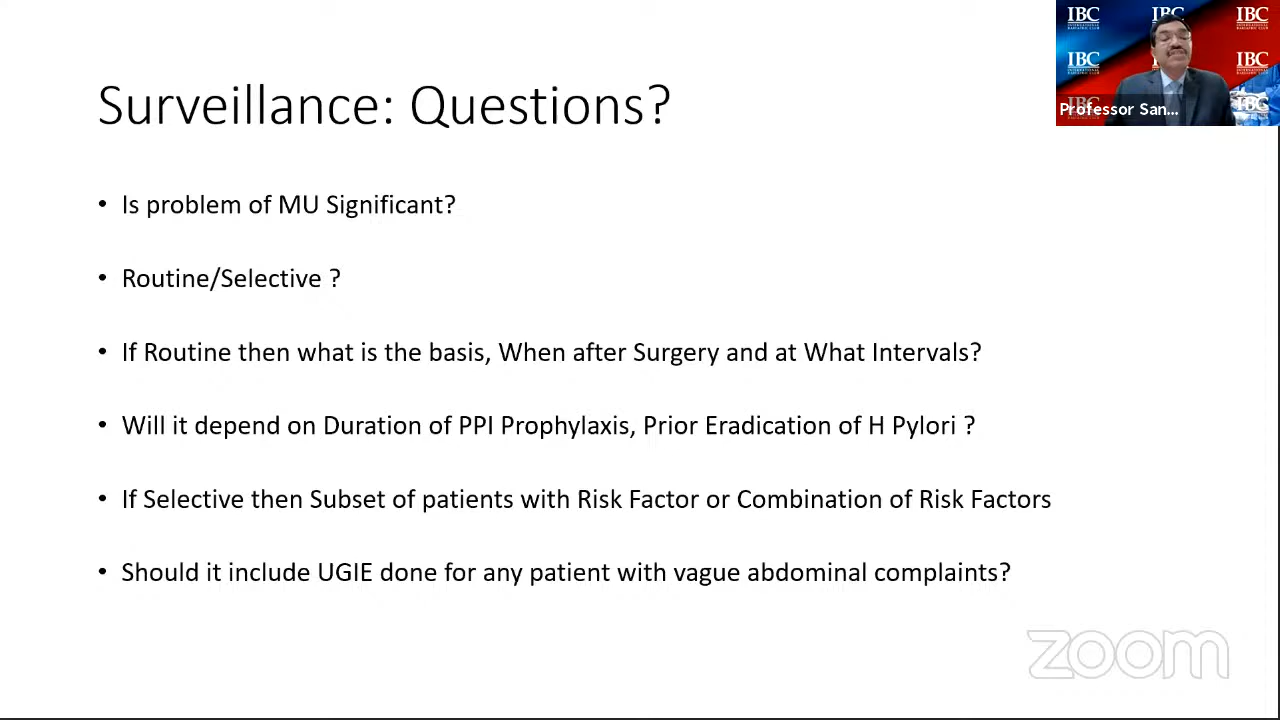 Surveillance: Questions?
• Is problem of MU Significant?
• Routine/Selective ?
• If Routine then what is the basis, When after Surgery and at What Intervals?
• Will it depend on Duration of PPI Prophylaxis, Prior Eradication of H Pylori ?
• If Selective then Subset of patients with Risk Factor or Combination of Risk Factors
• Should it include UGIE done for any patient with vague abdominal complaints?
IBC
IBC
IBC
IBC
IBC
IBC
IBC
Professor San...
zoom